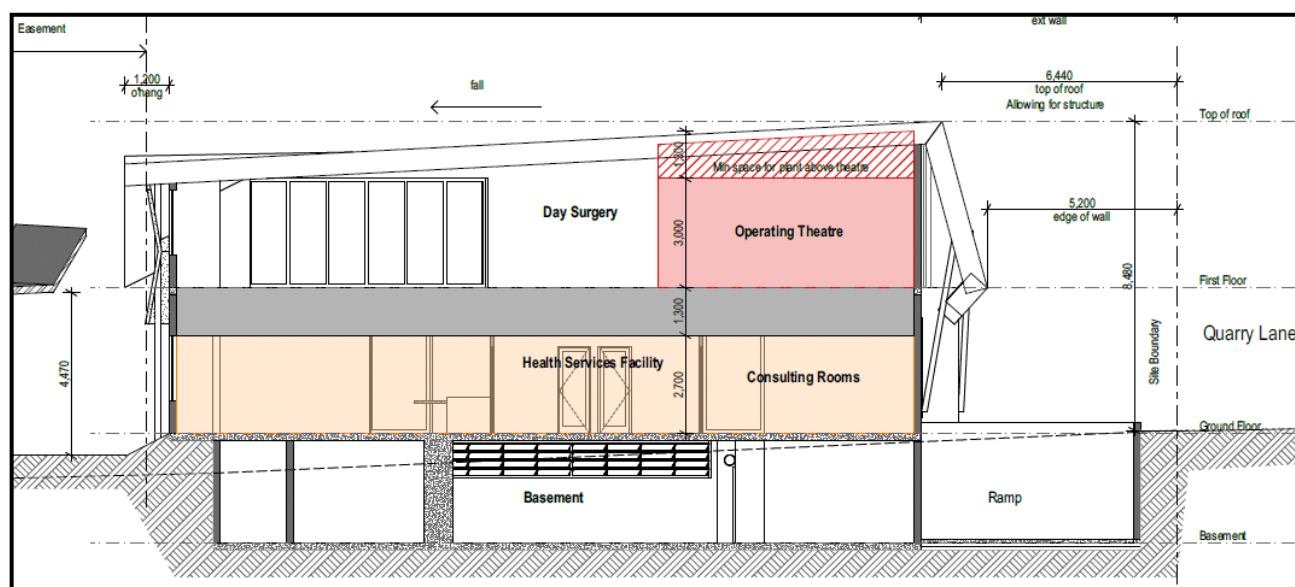 Easement
ext wall
1,200
o'hang
fall
6,440
top of roof
Allowing for structure
Top of roof
1,300
Min space for plant above theatre
5,200
edge of wall
Day Surgery
3,000
Operating Theatre
8,480
First Floor
1,300
Site Boundary
Quarry Lane
4,470
Health Services Facility
2,700
Consulting Rooms
Ground Floor
Basement
Ramp
Basement